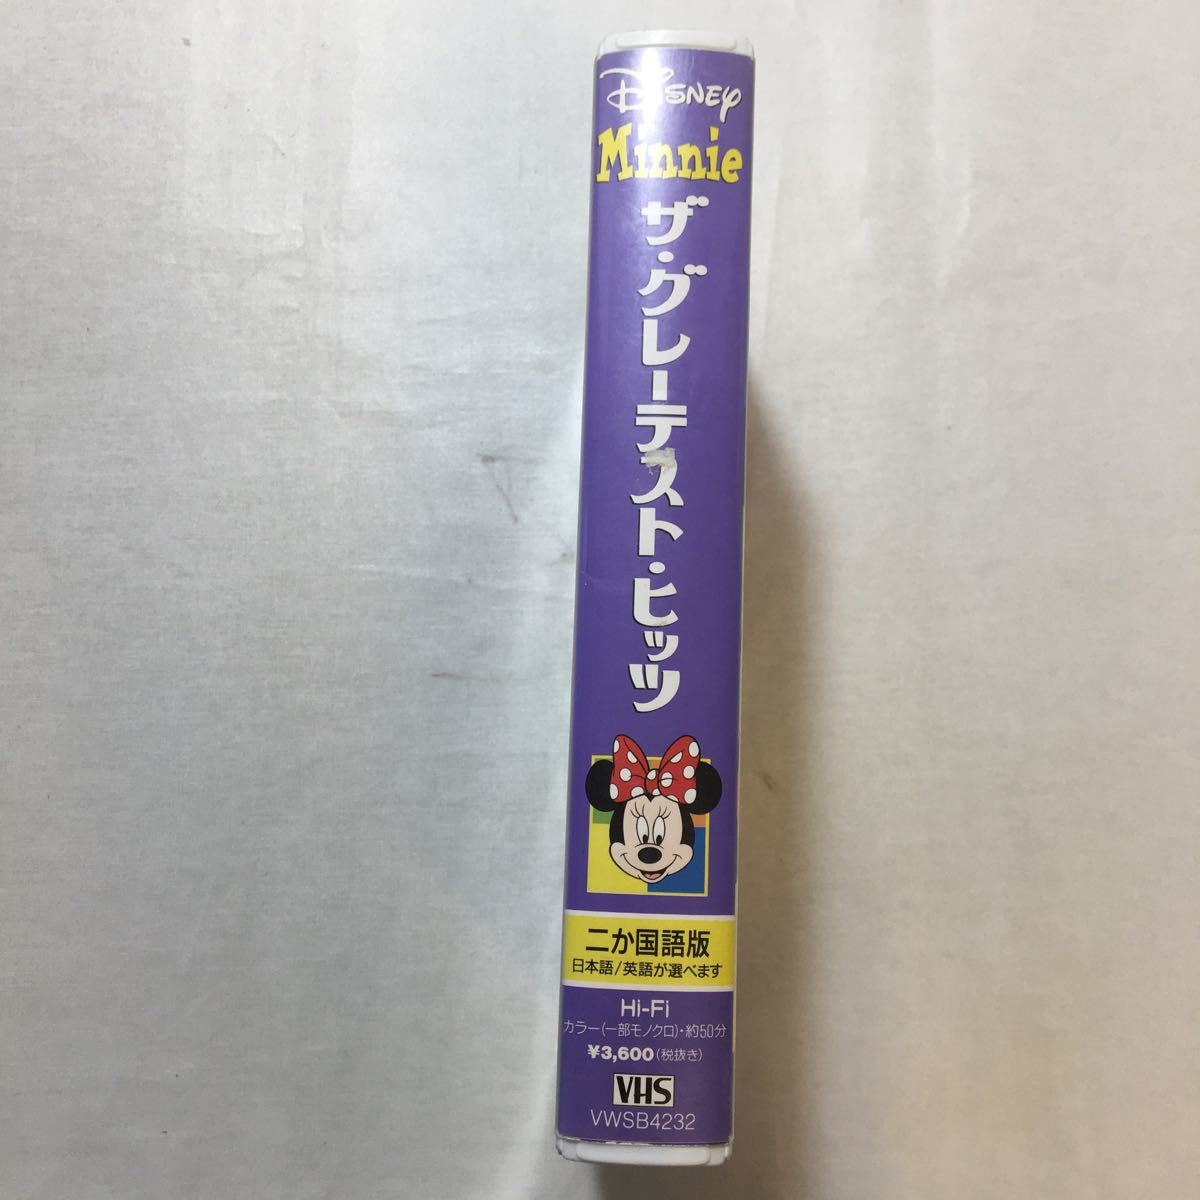 Disney
Minnie
ザ・グレーテスト・ヒッツ
二か国語版
日本語/英語が選べます
Hi-Fi
カラー(一部モノクロ)・約50分
¥3,600(税抜き)
VHS
VWSB4232